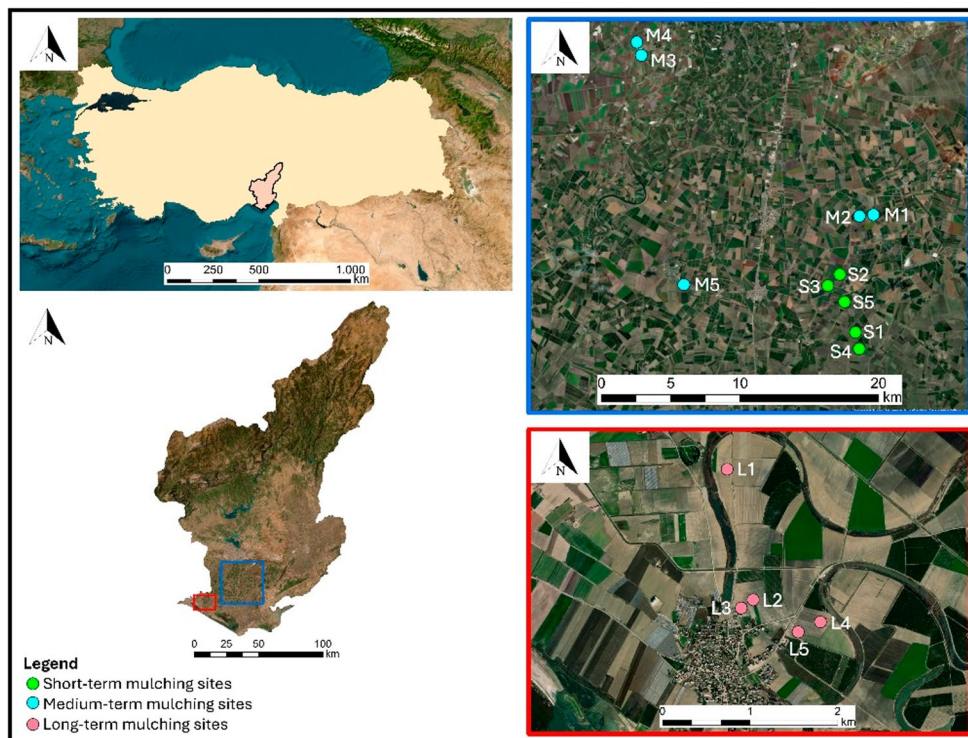 N
0 250 500 1.000
km
N
0 25 50 100
km
Legend
Short-term mulching sites
Medium-term mulching sites
Long-term mulching sites
N
M4
M3
M2 M1
S2
S3
M5
S5
S1
S4
0 5 10 20
km
N
L1
L2
L3
L4
L5
0 1 2
km